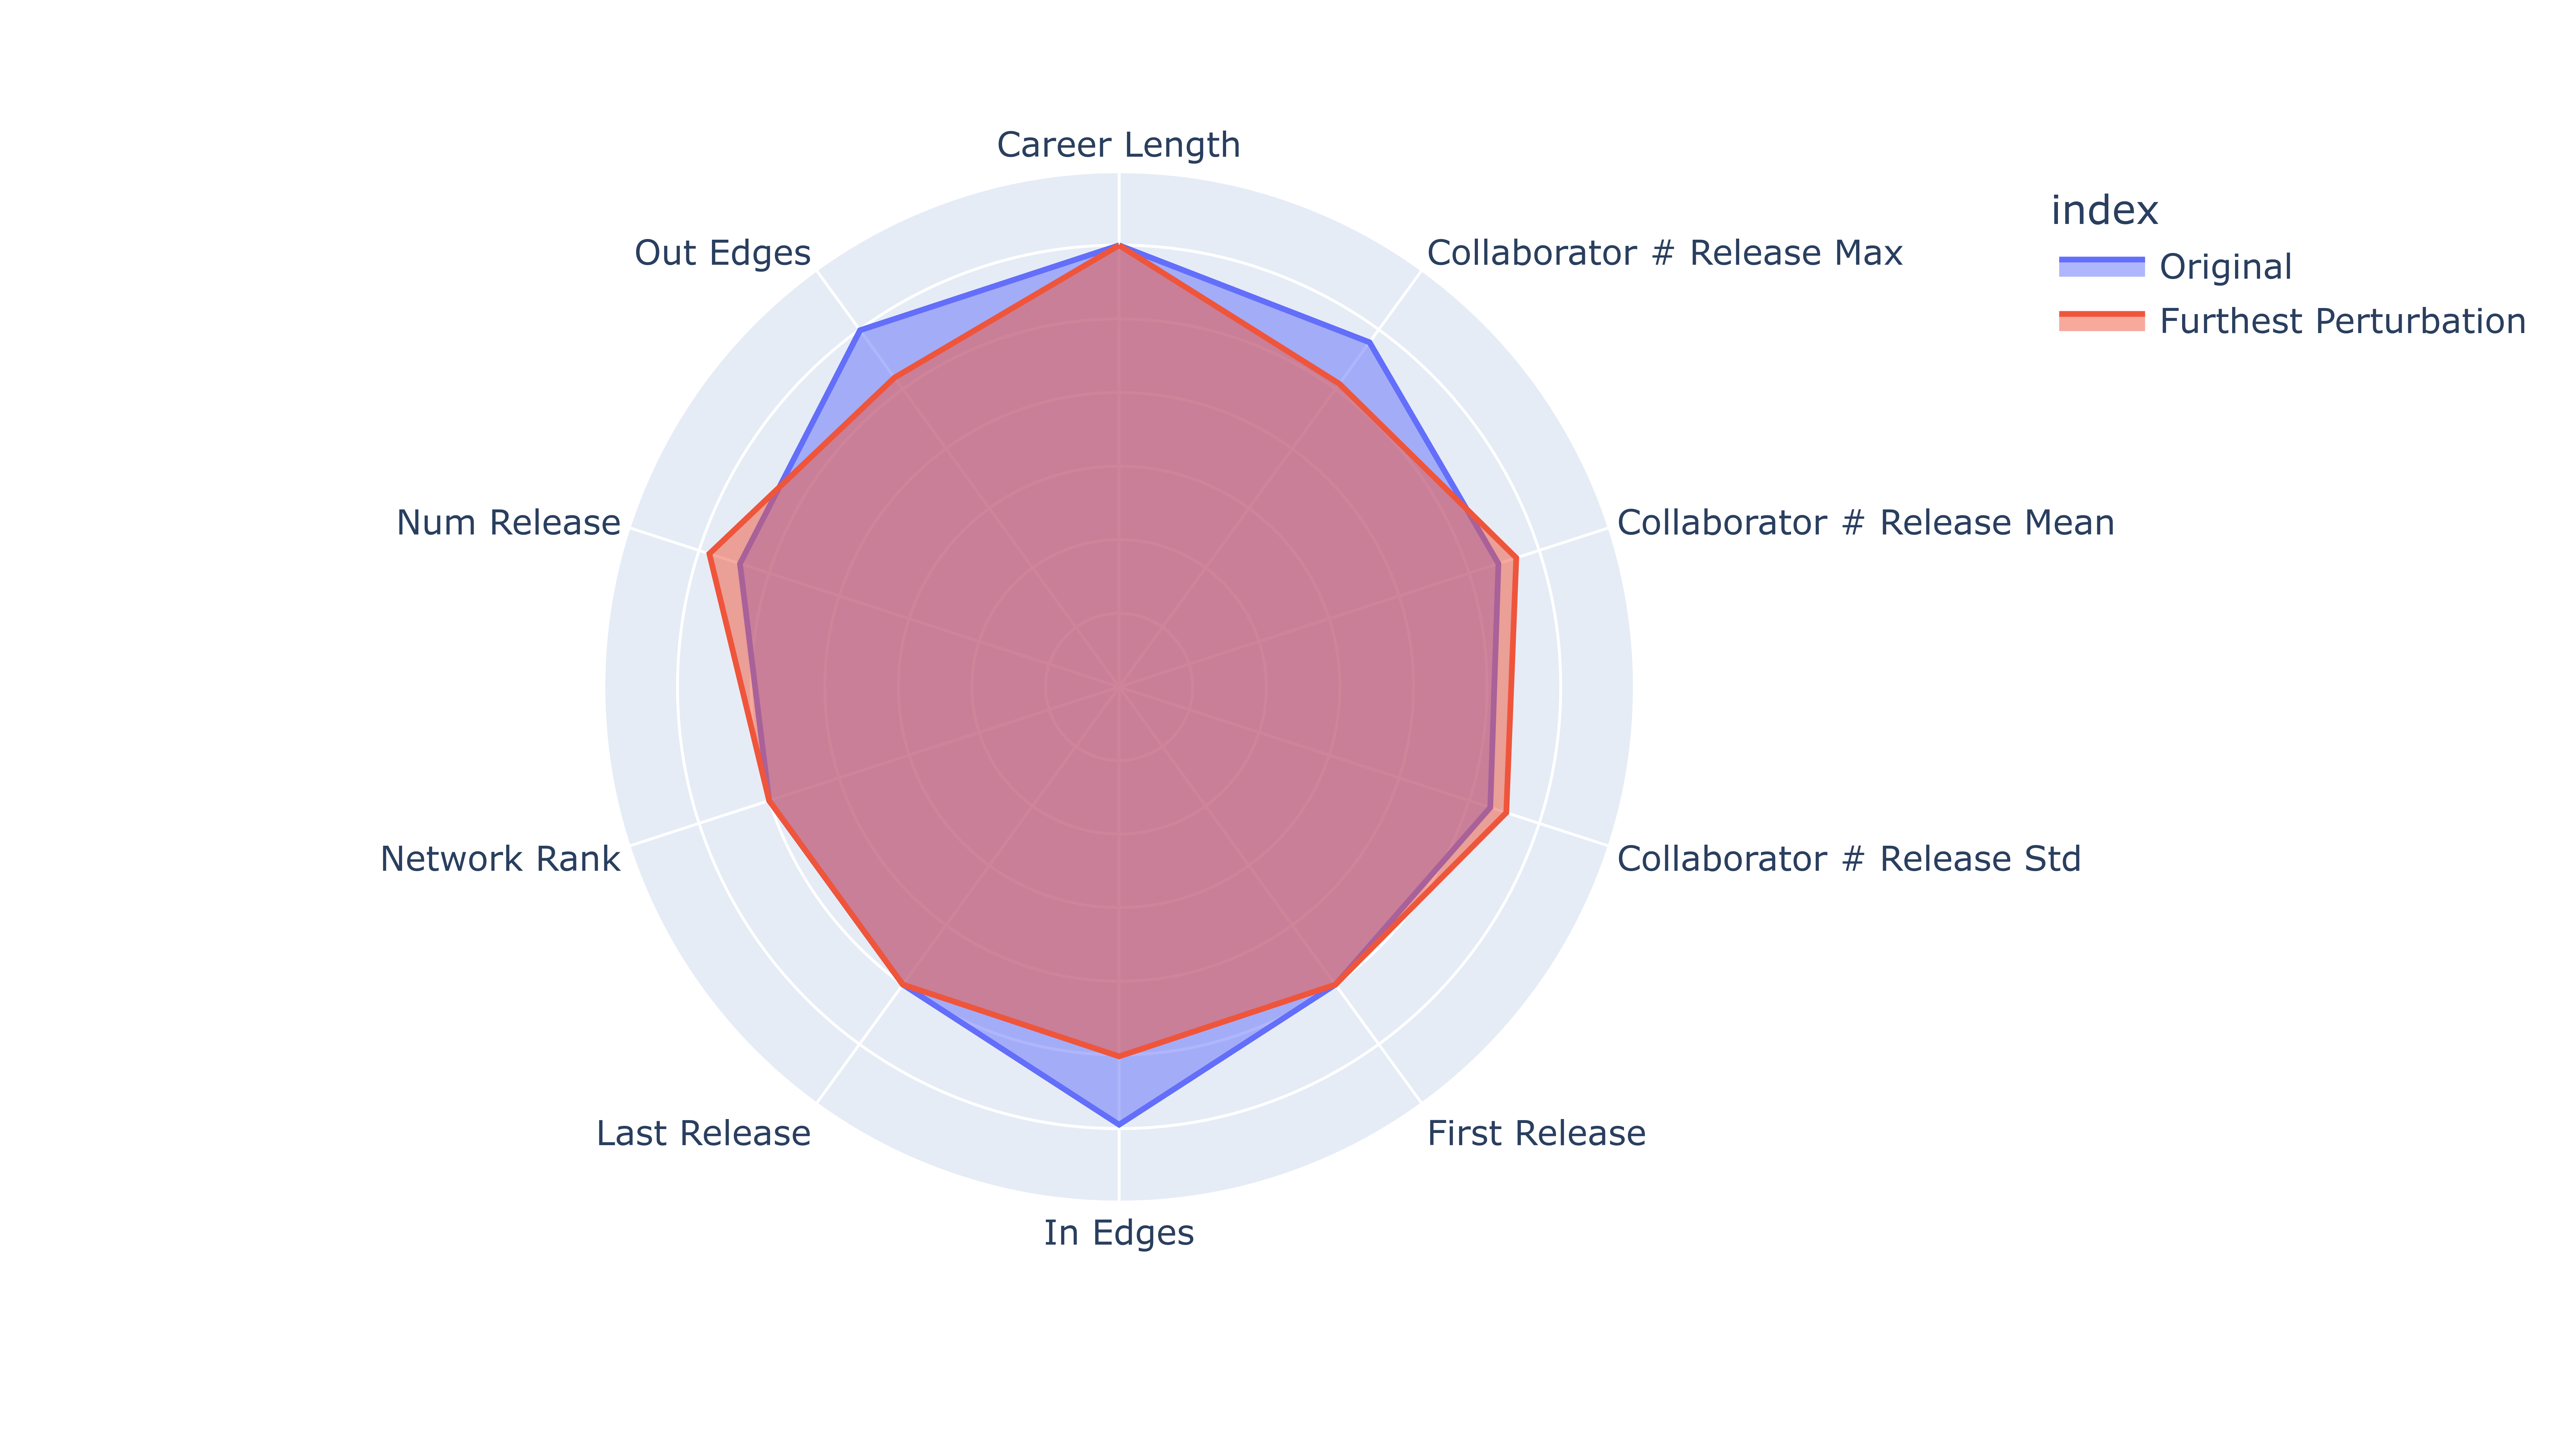 Career Length
Out Edges
Collaborator # Release Max
index
Original
Furthest Perturbation
Num Release
Collaborator # Release Mean
Network Rank
Collaborator # Release Std
Last Release
First Release
In Edges